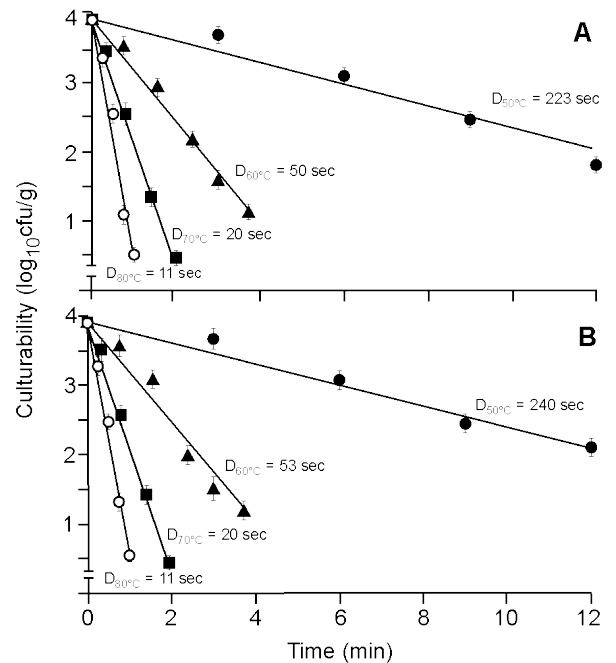 4
A
3
D50°C = 223 sec
2
D60°C = 50 sec
1
D70°C = 20 sec
D80°C = 11 sec
Culturability (log10cfu/g)
4
B
3
D50°C = 240 sec
2
D60°C = 53 sec
1
D70°C = 20 sec
D80°C = 11 sec
0 2 4 6 8 10 12
Time (min)